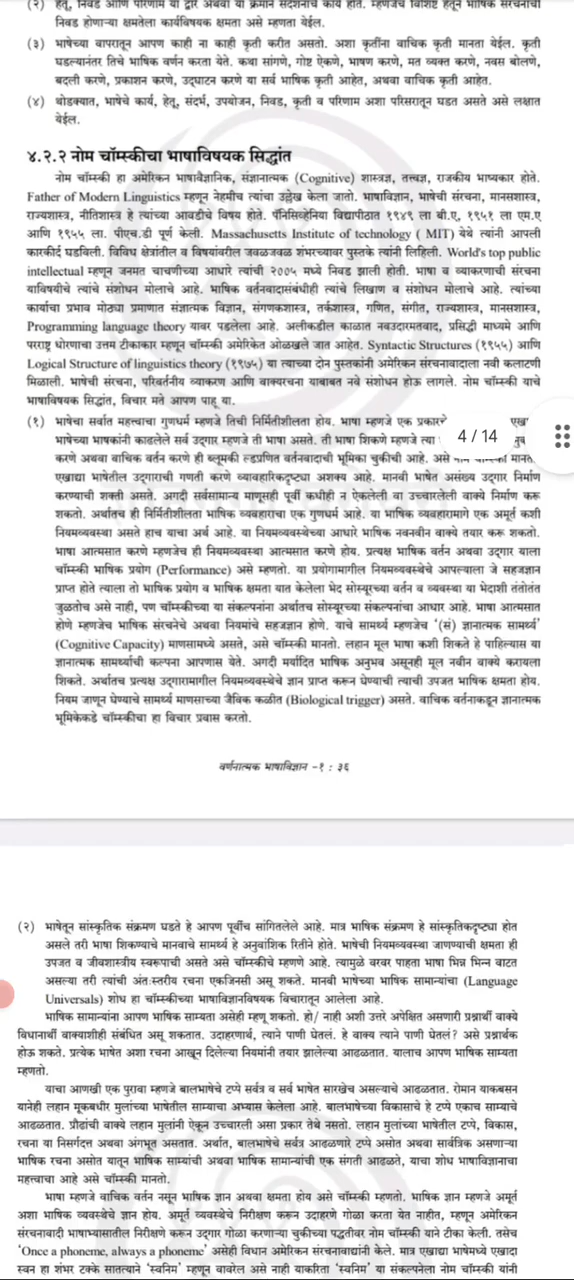 (२) हेतू, निवड आणि परिणाम या द्वारे अथवा या क्रमाने संदेशनाचे कार्य होते. म्हणजेच विशिष्ट हेतूने भाषिक संरचनांची
निवड होणाऱ्या क्षमतेला कार्यविषयक क्षमता असे म्हणता येईल.
(३) भाषेच्या वापरातून आपण काही ना काही कृती करीत असतो. अशा कृतींना वाचिक कृती मानता येईल. कृती
घडल्यानंतर तिचे भाषिक वर्णन करता येते. कथा सांगणे, गोष्ट ऐकणे, भाषण करणे, मत व्यक्त करणे, नवस बोलणे,
बदली करणे, प्रकाशन करणे, उद्घाटन करणे या सर्व भाषिक कृती आहेत, अथवा वाचिक कृती आहेत.
(४) थोडक्यात, भाषेचे कार्य, हेतू, संदर्भ, उपयोजन, निवड, कृती व परिणाम अशा परिसरातून घडत असते असे लक्षात
येईल.
४.२.२ नोम चॉम्स्कीचा भाषाविषयक सिद्धांत
नोम चॉम्स्की हा अमेरिकन भाषावैज्ञानिक, संज्ञानात्मक (Cognitive) शास्त्रज्ञ, तत्त्वज्ञ, राजकीय भाष्यकार होते.
Father of Modern Linguistics म्हणून नेहमीच त्यांचा उल्लेख केला जातो. भाषाविज्ञान, भाषेची संरचना, मानसशास्त्र,
राज्यशास्त्र, नीतिशास्त्र हे त्यांच्या आवडीचे विषय होते. पॅनिसिल्हेनिया विद्यापीठात १९४९ ला बी.ए, १९५१ ला एम.ए
आणि १९५५ ला. पीएच.डी पूर्ण केली. Massachusetts Institute of technology ( MIT) येथे त्यांनी आपली
कारकीर्द घडविली. विविध क्षेत्रांतील व विषयांवरील जवळजवळ शंभरच्यावर पुस्तके त्यांनी लिहिली. World's top public
intellectual म्हणून जनमत चाचणीच्या आधारे त्यांची २००५ मध्ये निवड झाली होती. भाषा व व्याकरणाची संरचना
याविषयीचे त्यांचे संशोधन मोलाचे आहे. भाषिक वर्तनवादासंबंधीही त्यांचे लिखाण व संशोधन मोलाचे आहे. त्यांच्या
कार्याचा प्रभाव मोठ्या प्रमाणात संज्ञात्मक विज्ञान, संगणकशास्त्र, तर्कशास्त्र, गणित, संगीत, राज्यशास्त्र, मानसशास्त्र,
Programming language theory यावर पडलेला आहे. अलीकडील काळात नवउदारमतवाद, प्रसिद्धी माध्यमे आणि
परराष्ट्र धोरणाचा उत्तम टीकाकार म्हणून चॉम्स्की अमेरिकेत ओळखले जात आहेत. Syntactic Structures (१९५५) आणि
Logical Structure of linguistics theory (१९७५) या त्याच्या दोन पुस्तकांनी अमेरिकन संरचनावादाला नवी कलाटणी
मिळाली. भाषेची संरचना, परिवर्तनीय व्याकरण आणि वाक्यरचना याबाबत नवे संशोधन होऊ लागले. नोम चॉम्स्की याचे
भाषाविषयक सिद्धांत, विचार मते आपण पाहू या.
(१) भाषेचा सर्वात महत्त्वाचा गुणधर्म म्हणजे तिची निर्मितीशीलता होय. भाषा म्हणजे एक प्रकारचे
भाषेच्या भाषकांनी काढलेले सर्व उद्गार म्हणजे ती भाषा असते. ती भाषा शिकणे म्हणजे त्या 4 / 14
करणे अथवा वाचिक वर्तन करणे ही ब्लूमफील्डप्रणित वर्तनवादाची भूमिका चुकीची आहे. असे चॉम्स्की मानतो.
एखाद्या भाषेतील उद्गाराची गणती करणे व्यावहारिकदृष्ट्या अशक्य आहे. मानवी भाषेत असंख्य उद्गार निर्माण
करण्याची शक्ती असते. अगदी सर्वसामान्य माणूसही पूर्वी कधीही न ऐकलेली वा उच्चारलेली वाक्ये निर्माण करू
शकतो. अर्थातच ही निर्मितीशीलता भाषिक व्यवहाराचा एक गुणधर्म आहे. या भाषिक व्यवहारामागे एक अमूर्त कशी
नियमव्यवस्था असते हाच याचा अर्थ आहे. या नियमव्यवस्थेच्या आधारे भाषिक नवनवीन वाक्ये तयार करू शकतो.
भाषा आत्मसात करणे म्हणजेच ही नियमव्यवस्था आत्मसात करणे होय. प्रत्यक्ष भाषिक वर्तन अथवा उद्गार याला
चॉम्स्की भाषिक प्रयोग (Performance) असे म्हणतो. या प्रयोगामागील नियमव्यवस्थेचे आपल्याला जे सहजज्ञान
प्राप्त होते त्याला तो भाषिक प्रयोग व भाषिक क्षमता यात केलेला भेद सोस्यूरच्या वर्तन व व्यवस्था या भेदाशी तंतोतंत
जुळतोच असे नाही, पण चॉम्स्कीच्या या संकल्पनांना अर्थातच सोस्यूरच्या संकल्पनांचा आधार आहे. भाषा आत्मसात
होणे म्हणजेच भाषिक संरचनेचे अथवा नियमांचे सहजज्ञान होणे. याचे सामर्थ्य म्हणजेच '(सं) ज्ञानात्मक सामर्थ्य'
(Cognitive Capacity) माणसामध्ये असते, असे चॉम्स्की मानतो. लहान मूल भाषा कशी शिकते हे पाहिल्यास या
ज्ञानात्मक सामर्थ्याची कल्पना आपणास येते. अगदी मर्यादित भाषिक अनुभव असूनही मूल नवीन वाक्ये करायला
शिकते. अर्थातच प्रत्यक्ष उद्गारामागील नियमव्यवस्थेचे ज्ञान प्राप्त करून घेण्याची त्याची उपजत भाषिक क्षमता होय.
नियम जाणून घेण्याचे सामर्थ्य माणसाच्या जैविक कळीत (Biological trigger) असते. वाचिक वर्तनाकडून ज्ञानात्मक
भूमिकेकडे चॉम्स्कीचा हा विचार प्रवास करतो.
वर्णनात्मक भाषाविज्ञान -१ : ३६
(२) भाषेतून सांस्कृतिक संक्रमण घडते हे आपण पूर्वीच सांगितलेले आहे. मात्र भाषिक संक्रमण हे सांस्कृतिकदृष्ट्या होत
असले तरी भाषा शिकण्याचे मानवाचे सामर्थ्य हे अनुवांशिक रितीने होते. भाषेची नियमव्यवस्था जाणण्याची क्षमता ही
उपजत व जीवशास्त्रीय स्वरूपाची असते असे चॉम्स्कीचे म्हणणे आहे. त्यामुळे वरवर पाहता भाषा भिन्न भिन्न वाटत
असल्या तरी त्यांची अंतःस्तरीय रचना एकजिनसी असू शकते. मानवी भाषेच्या भाषिक सामान्यांचा (Language
Universals) शोध हा चॉम्स्कीच्या भाषाविज्ञानविषयक विचारातून आलेला आहे.
भाषिक सामान्यांना आपण भाषिक साम्यता असेही म्हणू शकतो. हो/ नाही अशी उत्तरे अपेक्षित असणारी प्रश्नार्थी वाक्ये
विधानार्थी वाक्याशीही संबंधित असू शकतात. उदाहरणार्थ, त्याने पाणी घेतलं. हे वाक्य त्याने पाणी घेतलं? असे प्रश्नार्थक
होऊ शकते. प्रत्येक भाषेत अशा रचना आखून दिलेल्या नियमांनी तयार झालेल्या आढळतात. यालाच आपण भाषिक साम्यता
म्हणतो.
याचा आणखी एक पुरावा म्हणजे बालभाषेचे टप्पे सर्वत्र व सर्व भाषेत सारखेच असल्याचे आढळतात. रोमान याकबसन
यानेही लहान मूकबधीर मुलांच्या भाषेतील साम्याचा अभ्यास केलेला आहे. बालभाषेच्या विकासाचे हे टप्पे एकाच साम्याचे
आढळतात. प्रौढांची वाक्ये लहान मुलांनी ऐकून उच्चारली असा प्रकार तेथे नसतो. लहान मुलांच्या भाषेतील टप्पे, विकास,
रचना या निसर्गदत्त अथवा अंगभूत असतात. अर्थात, बालभाषेचे सर्वत्र आढळणारे टप्पे असोत अथवा सार्वत्रिक असणाऱ्या
भाषिक रचना असोत यातून भाषिक साम्यांची अथवा भाषिक सामान्यांची एक संगती आढळते, याचा शोध भाषाविज्ञानाचा
महत्त्वाचा आहे असे चॉम्स्की मानतो.
भाषा म्हणजे वाचिक वर्तन नसून भाषिक ज्ञान अथवा क्षमता होय असे चॉम्स्की म्हणतो. भाषिक ज्ञान म्हणजे अमूर्त
अशा भाषिक व्यवस्थेचे ज्ञान होय. अमूर्त व्यवस्थेचे निरीक्षण करून उदाहरणे गोळा करता येत नाहीत, म्हणून अमेरिकन
संरचनावादी भाषाभ्यासातील निरीक्षणे करून उद्गार गोळा करणाऱ्या चुकीच्या पद्धतीवर नोम चॉम्स्की याने टीका केली. तसेच
'Once a phoneme, always a phoneme' असेही विधान अमेरिकन संरचनावाद्यांनी केले. मात्र एखाद्या भाषेमध्ये एखादा
स्वन हा शंभर टक्के सातत्याने 'स्वनिम' म्हणून वावरेल असे नाही याकरिता 'स्वनिम' या संकल्पनेला नोम चॉम्स्की यांनी